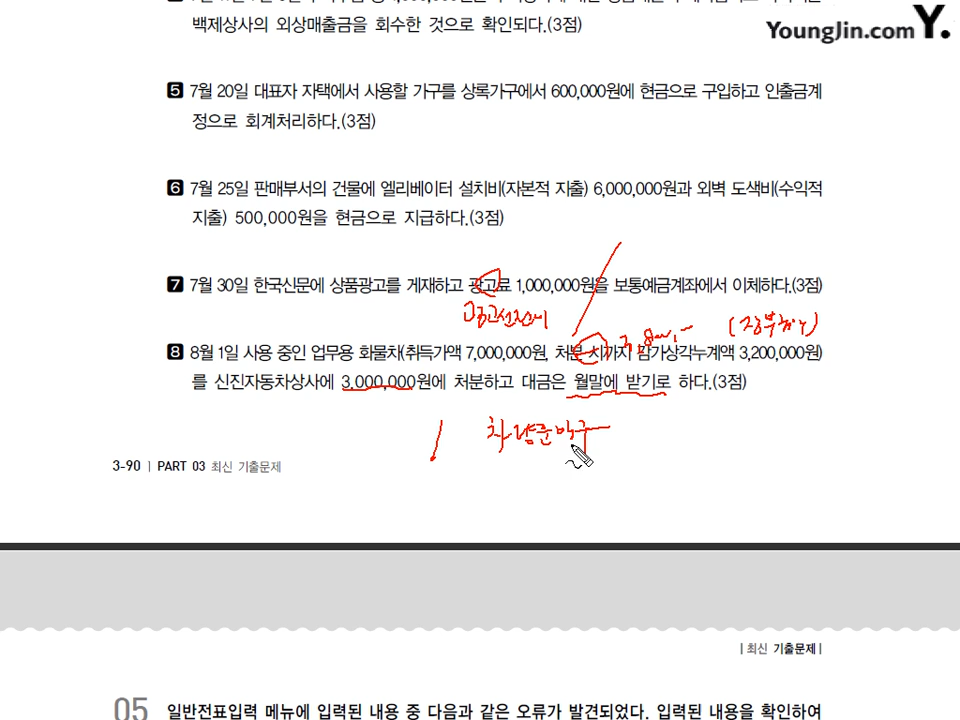 백제상사의 외상매출금을 회수한 것으로 확인된다.(3점)
YoungJin.com Y.
5 7월 20일 대표자 자택에서 사용할 가구를 상록가구에서 600,000원에 현금으로 구입하고 인출금계
정으로 회계처리하다.(3점)
6 7월 25일 판매부서의 건물에 엘리베이터 설치비(자본적 지출) 6,000,000원과 외벽 도색비(수익적
지출) 500,000원을 현금으로 지급하다.(3점)
7 7월 30일 한국신문에 상품광고를 게재하고 광고료 1,000,000원을 보통예금계좌에서 이체하다.(3점)
광고선전비
(장부가액)
8 8월 1일 사용 중인 업무용 화물차(취득가액 7,000,000원, 처분 시까지 감가상각누계액 3,200,000원)
를 신진자동차상사에 3,000,000원에 처분하고 대금은 월말에 받기로 하다.(3점)
차량운반구
3-90 | PART 03 최신 기출문제
| 최신 기출문제 |
05 일반전표입력 메뉴에 입력된 내용 중 다음과 같은 오류가 발견되었다. 입력된 내용을 확인하여